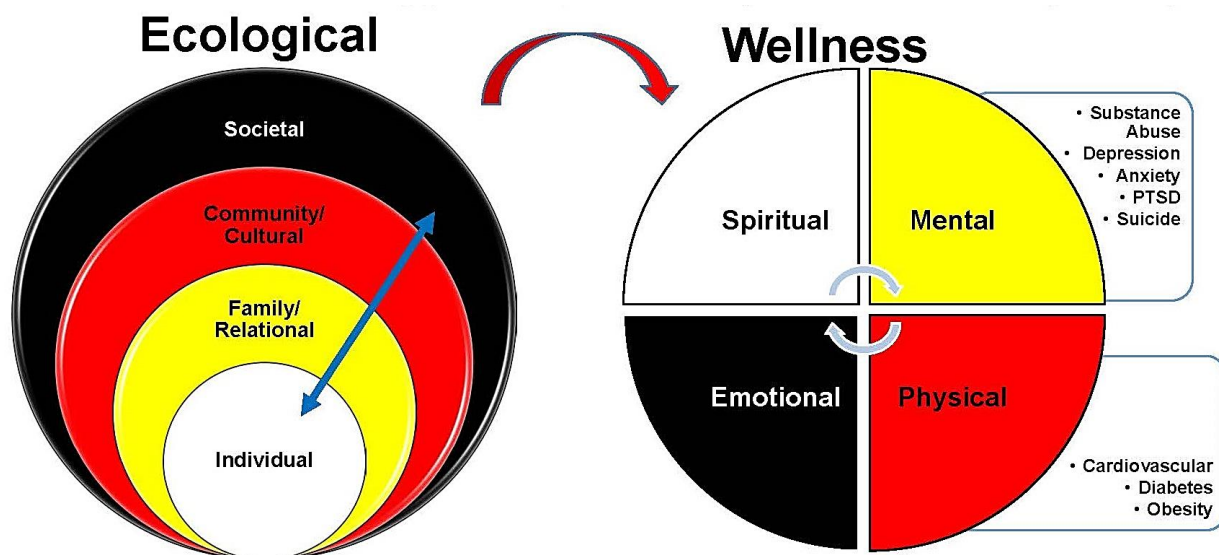 Ecological
Wellness
Societal
Community/
Cultural
Family/
Relational
Individual
Spiritual
Mental
Emotional
Physical
• Substance
Abuse
• Depression
• Anxiety
• PTSD
• Suicide
• Cardiovascular
• Diabetes
• Obesity